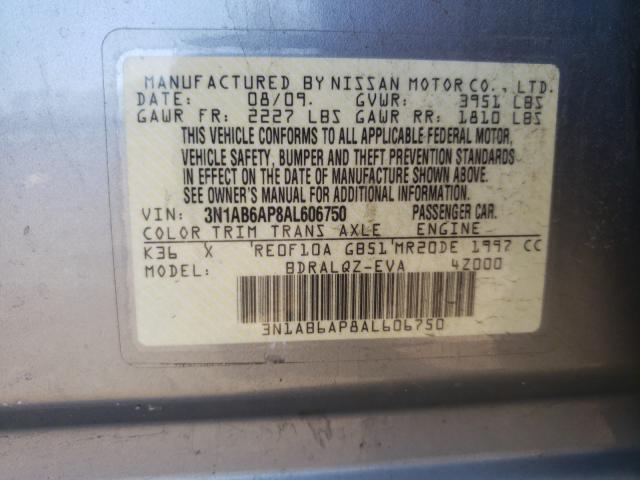 MANUFACTURED BY NISSAN MOTOR CO., LTD.
DATE: 08/09. GVWR: 3951 LBS
GAWR FR: 2227 LBS GAWR RR: 1810 LBS
THIS VEHICLE CONFORMS TO ALL APPLICABLE FEDERAL MOTOR
VEHICLE SAFETY, BUMPER AND THEFT PREVENTION STANDARDS
IN EFFECT ON THE DATE OF MANUFACTURE SHOWN ABOVE.
SEE OWNER'S MANUAL FOR ADDITIONAL INFORMATION.
VIN: 3N1AB6AP8AL606750 PASSENGER CAR.
COLOR TRIM TRANS AXLE ENGINE
K36 X RE0F10A GB51 MR20DE 1997 CC
MODEL: BDRALQZ-EVA 4Z000
3N1AB6AP8AL606750